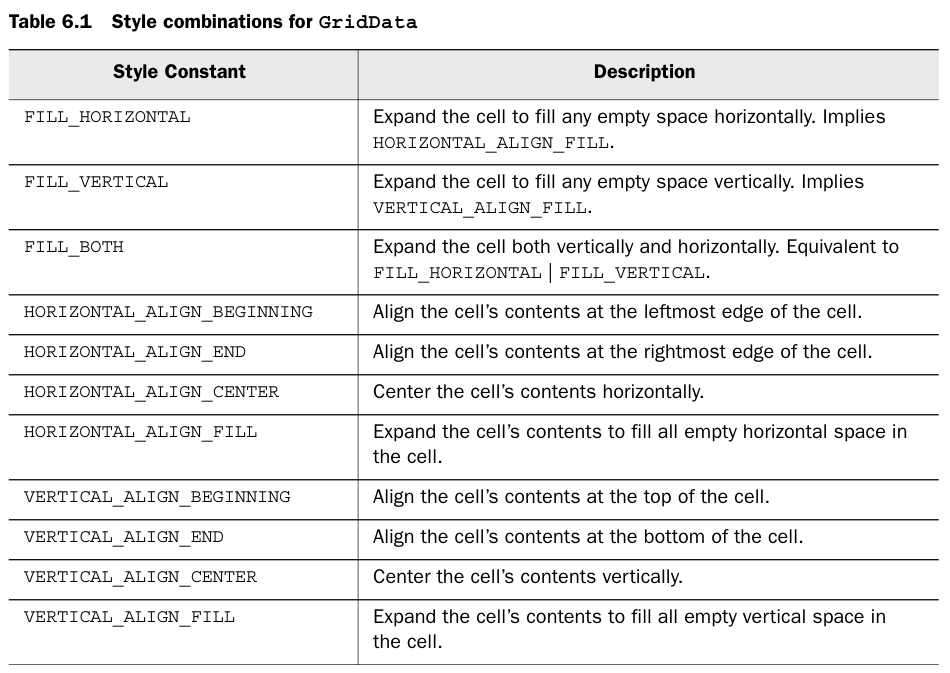 Table 6.1 Style combinations for GridData
Style Constant Description
FILL_HORIZONTAL Expand the cell to fill any empty space horizontally. Implies
HORIZONTAL_ALIGN_FILL.
FILL_VERTICAL Expand the cell to fill any empty space vertically. Implies
VERTICAL_ALIGN_FILL.
FILL_BOTH Expand the cell both vertically and horizontally. Equivalent to
FILL_HORIZONTAL | FILL_VERTICAL.
HORIZONTAL_ALIGN_BEGINNING Align the cell’s contents at the leftmost edge of the cell.
HORIZONTAL_ALIGN_END Align the cell’s contents at the rightmost edge of the cell.
HORIZONTAL_ALIGN_CENTER Center the cell’s contents horizontally.
HORIZONTAL_ALIGN_FILL Expand the cell’s contents to fill all empty horizontal space in
the cell.
VERTICAL_ALIGN_BEGINNING Align the cell’s contents at the top of the cell.
VERTICAL_ALIGN_END Align the cell’s contents at the bottom of the cell.
VERTICAL_ALIGN_CENTER Center the cell’s contents vertically.
VERTICAL_ALIGN_FILL Expand the cell’s contents to fill all empty vertical space in
the cell.